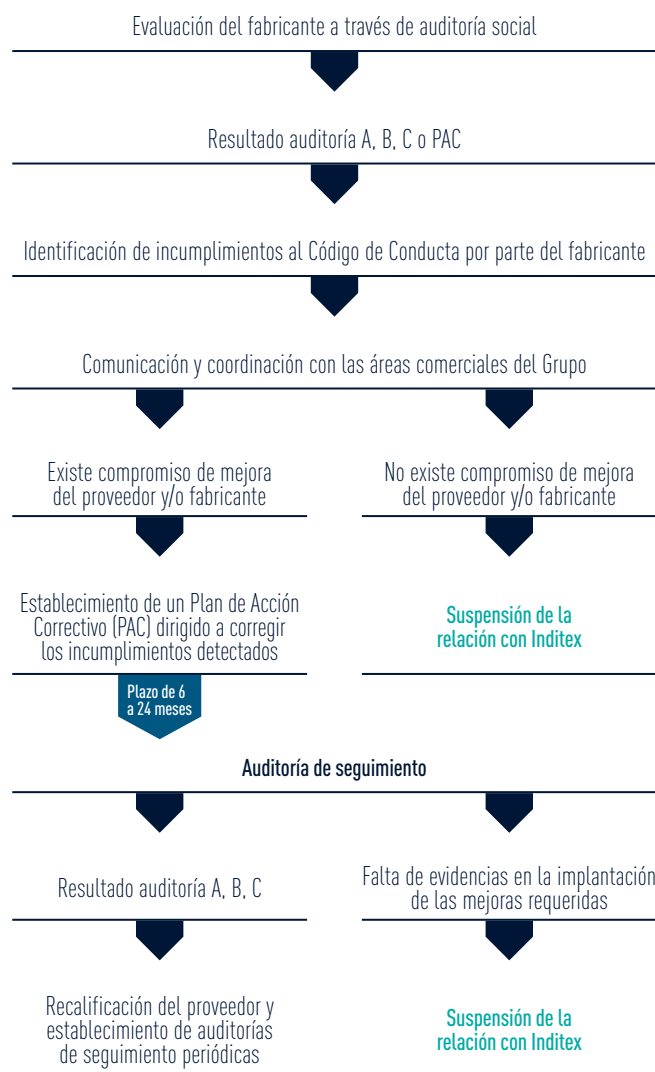 Evaluación del fabricante a través de auditoría social
Resultado auditoría A, B, C o PAC
Identificación de incumplimientos al Código de Conducta por parte del fabricante
Comunicación y coordinación con las áreas comerciales del Grupo
Existe compromiso de mejora
del proveedor y/o fabricante
No existe compromiso de mejora
del proveedor y/o fabricante
Establecimiento de un Plan de Acción
Correctivo (PAC) dirigido a corregir
los incumplimientos detectados
Suspensión de la
relación con Inditex
Plazo de 6
a 24 meses
Auditoría de seguimiento
Resultado auditoría A, B, C
Falta de evidencias en la implantación
de las mejoras requeridas
Recalificación del proveedor y
establecimiento de auditorías
de seguimiento periódicas
Suspensión de la
relación con Inditex